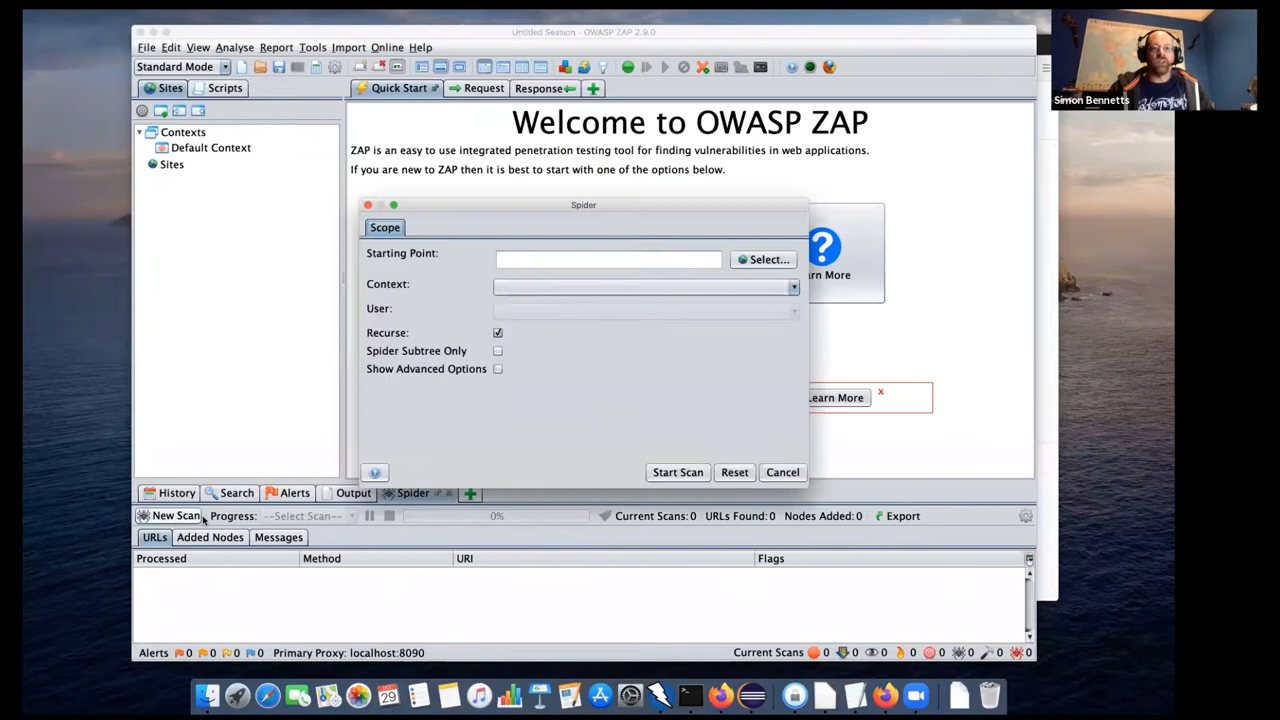 Untitled Session - OWASP ZAP 2.9.0
File Edit View Analyse Report Tools Import Online Help
Standard Mode
Sites Scripts
Quick Start Request Response
Contexts
Default Context
Sites
Welcome to OWASP ZAP
ZAP is an easy to use integrated penetration testing tool for finding vulnerabilities in web applications.
If you are new to ZAP then it is best to start with one of the options below.
Spider
Scope
Starting Point:
Select...
Context:
User:
Recurse:
Spider Subtree Only
Show Advanced Options
Start Scan Reset Cancel
More
Learn More
x
History Search Alerts Output Spider
New Scan Progress: --Select Scan-- 0% Current Scans: 0 URLs Found: 0 Nodes Added: 0 Export
URLs Added Nodes Messages
Processed Method URI Flags
Alerts 0 0 0 0 Primary Proxy: localhost:8090
Current Scans 0 0 0 0 0 0 0 0
Simon Bennetts